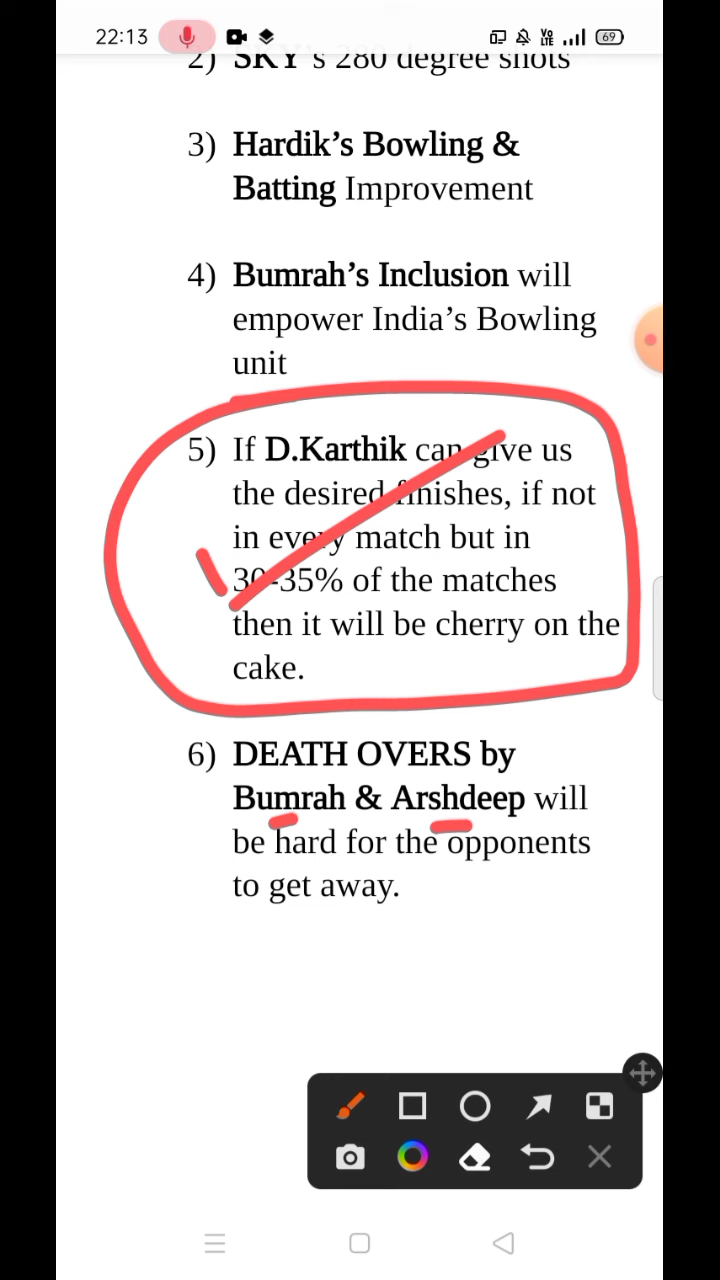 22:13
VO
LTE
69
2) SKY's 280 degree shots
3) Hardik’s Bowling &
Batting Improvement
4) Bumrah’s Inclusion will
empower India’s Bowling
unit
5) If D.Karthik can give us
the desired finishes, if not
in every match but in
30-35% of the matches
then it will be cherry on the
cake.
6) DEATH OVERS by
Bumrah & Arshdeep will
be hard for the opponents
to get away.